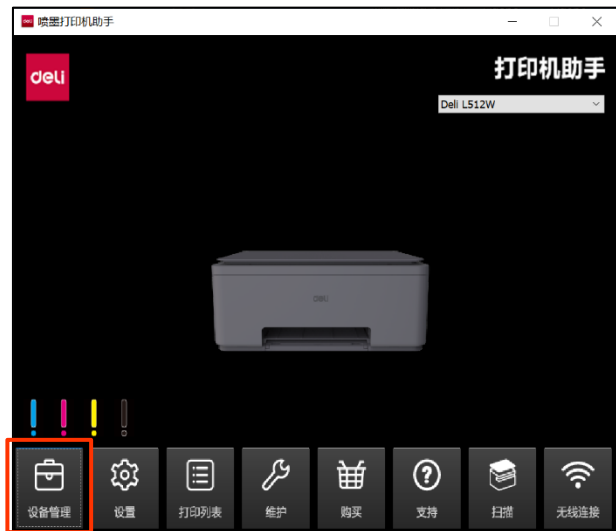 deli 喷墨打印机助手
deli
打印机助手
Deli L512W
deli
设备管理
设置
打印列表
维护
购买
支持
扫描
无线连接